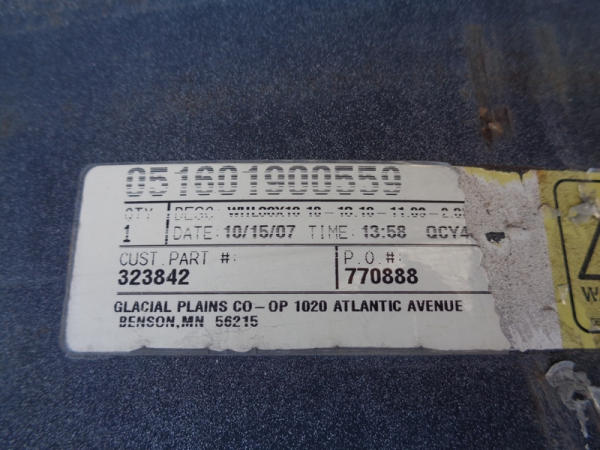 051601900559
QTY DESC:
1 DATE: 10/15/07 TIME: 13:58 QCY4
CUST.PART #: P.O.#:
323842 770888
GLACIAL PLAINS CO-OP 1020 ATLANTIC AVENUE
BENSON,MN 56215